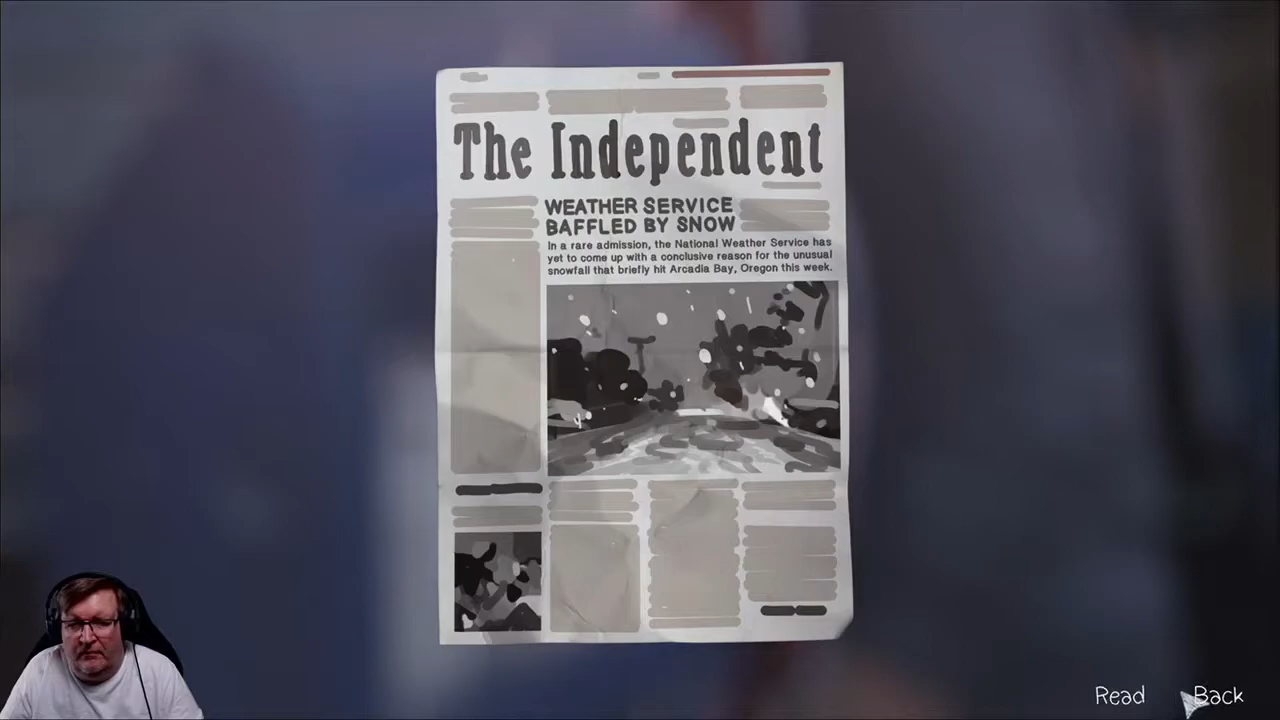 The Independent
WEATHER SERVICE
BAFFLED BY SNOW
In a rare admission, the National Weather Service has
yet to come up with a conclusive reason for the unusual
snowfall that briefly hit Arcadia Bay, Oregon this week.
Read Back